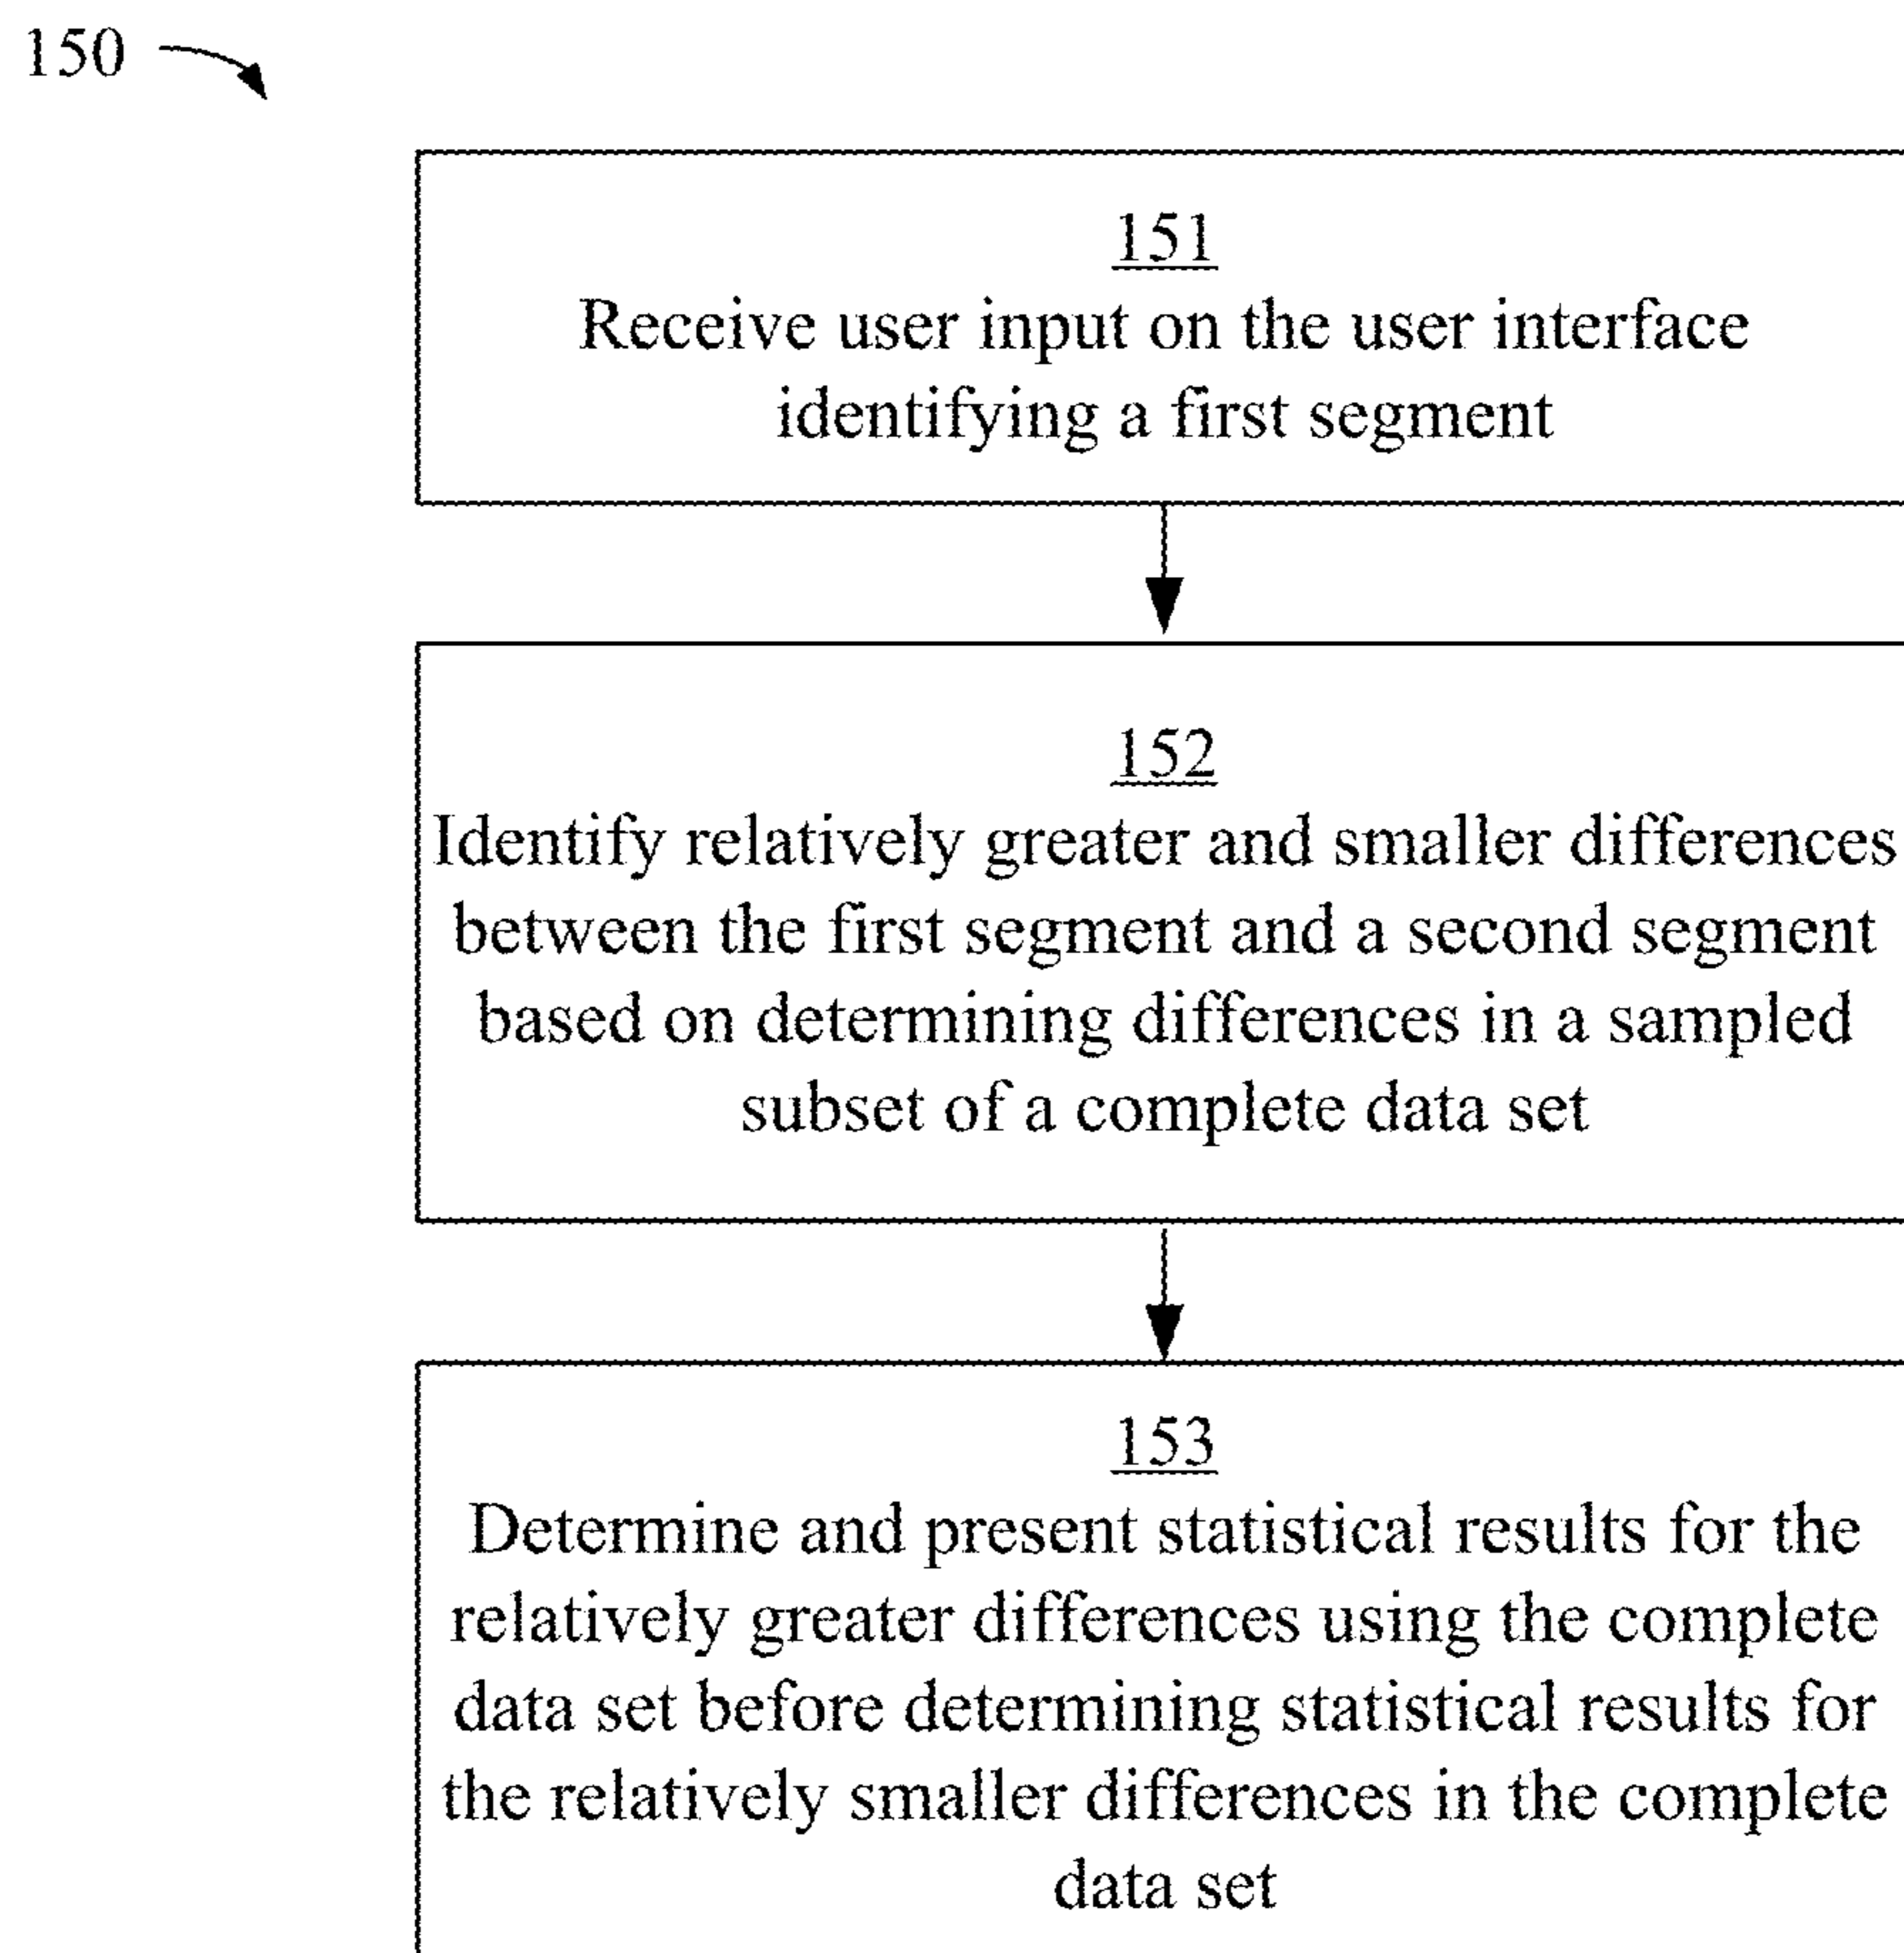 150
151
Receive user input on the user interface
identifying a first segment
152
Identify relatively greater and smaller differences
between the first segment and a second segment
based on determining differences in a sampled
subset of a complete data set
153
Determine and present statistical results for the
relatively greater differences using the complete
data set before determining statistical results for
the relatively smaller differences in the complete
data set